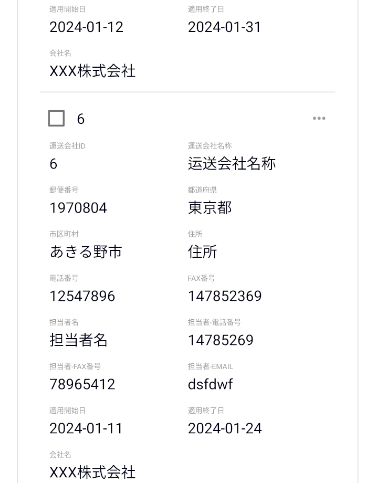 適用開始日 適用終了日
2024-01-12 2024-01-31
会社名
XXX株式会社
6
運送会社ID 運送会社名称
6 运送会社名称
郵便番号 都道府県
1970804 東京都
市区町村 住所
あきる野市 住所
電話番号 FAX番号
12547896 147852369
担当者名 担当者-電話番号
担当者名 14785269
担当者-FAX番号 担当者-EMAIL
78965412 dsfdwf
適用開始日 適用終了日
2024-01-11 2024-01-24
会社名
XXX株式会社